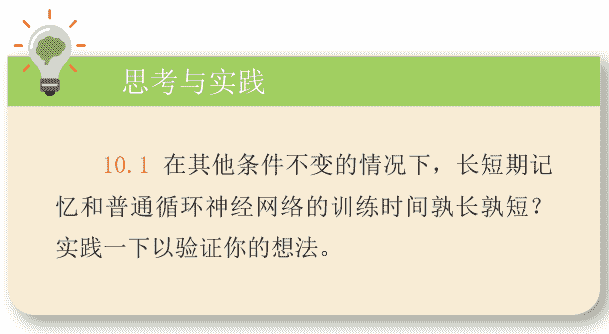 思考与实践
10.1 在其他条件不变的情况下，长短期记
忆和普通循环神经网络的训练时间孰长孰短？
实践一下以验证你的想法。